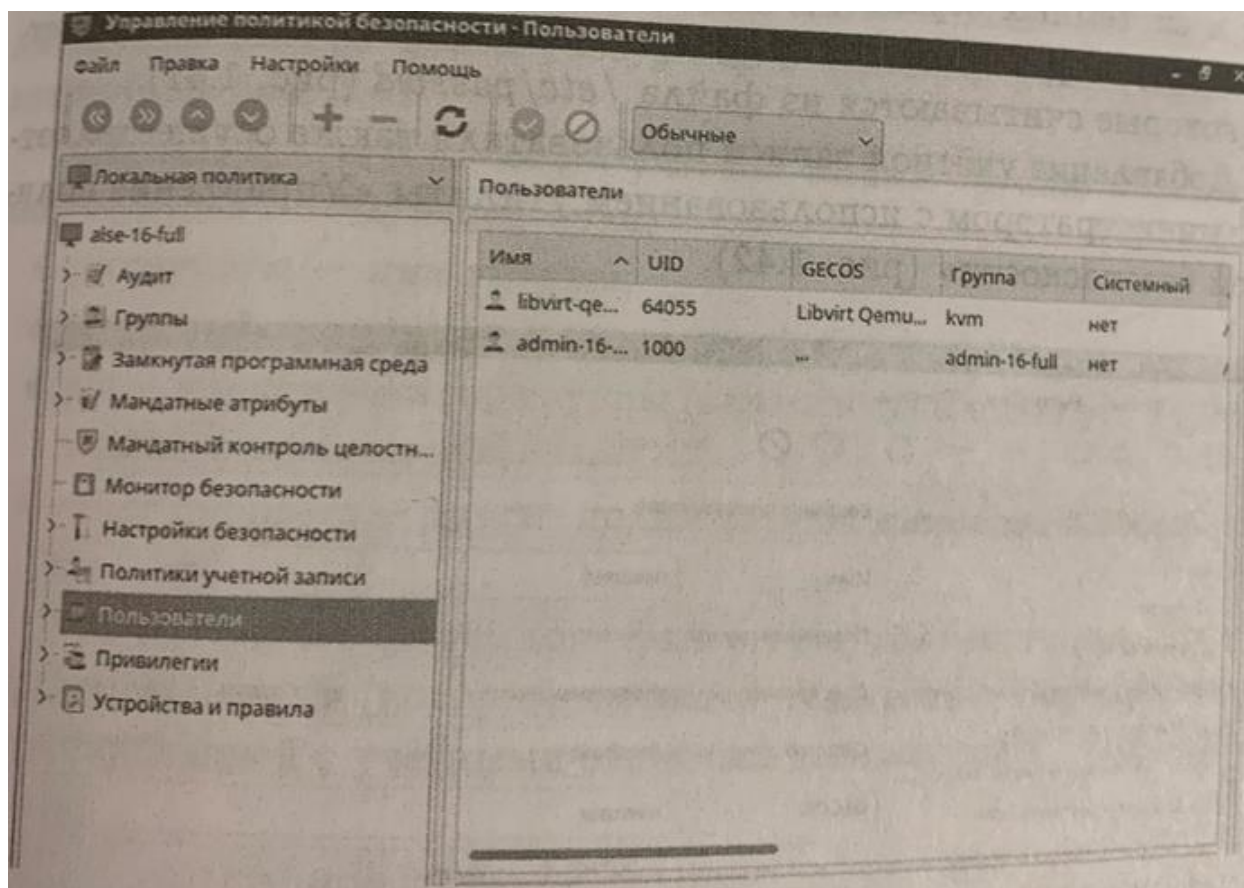 Управление политикой безопасности - Пользователи
Файл Правка Настройки Помощь
Обычные
Локальная политика
Пользователи
alse-16-full
Аудит
Группы
Замкнутая программная среда
Мандатные атрибуты
Мандатный контроль целостн...
Монитор безопасности
Настройки безопасности
Политики учетной записи
Пользователи
Привилегии
Устройства и правила
Имя UID GECOS Группа Системный
libvirt-qe... 64055 Libvirt Qemu... kvm нет
admin-16-... 1000 ,,, admin-16-full нет